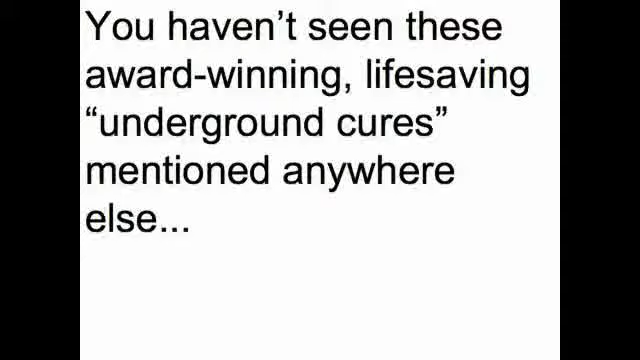 You haven’t seen these
award-winning, lifesaving
“underground cures”
mentioned anywhere
else...